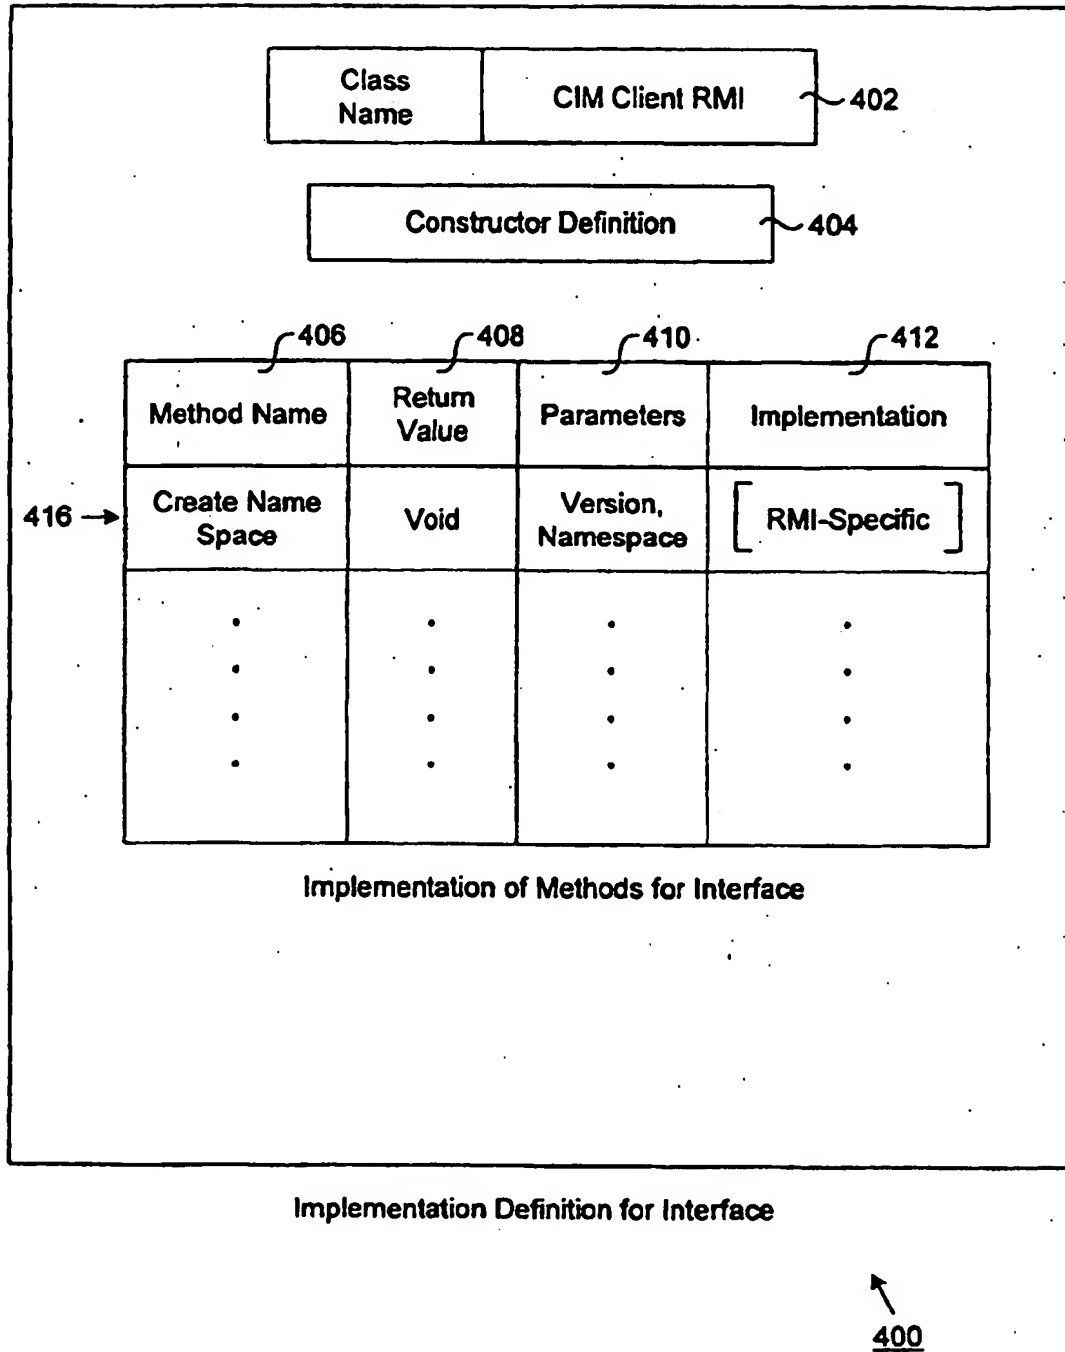 Class
Name
CIM Client RMI
402
Constructor Definition
404
406
408
410
412
Method Name
Return
Value
Parameters
Implementation
416
Create Name
Space
Void
Version,
Namespace
RMI-Specific
Implementation of Methods for Interface
Implementation Definition for Interface
400